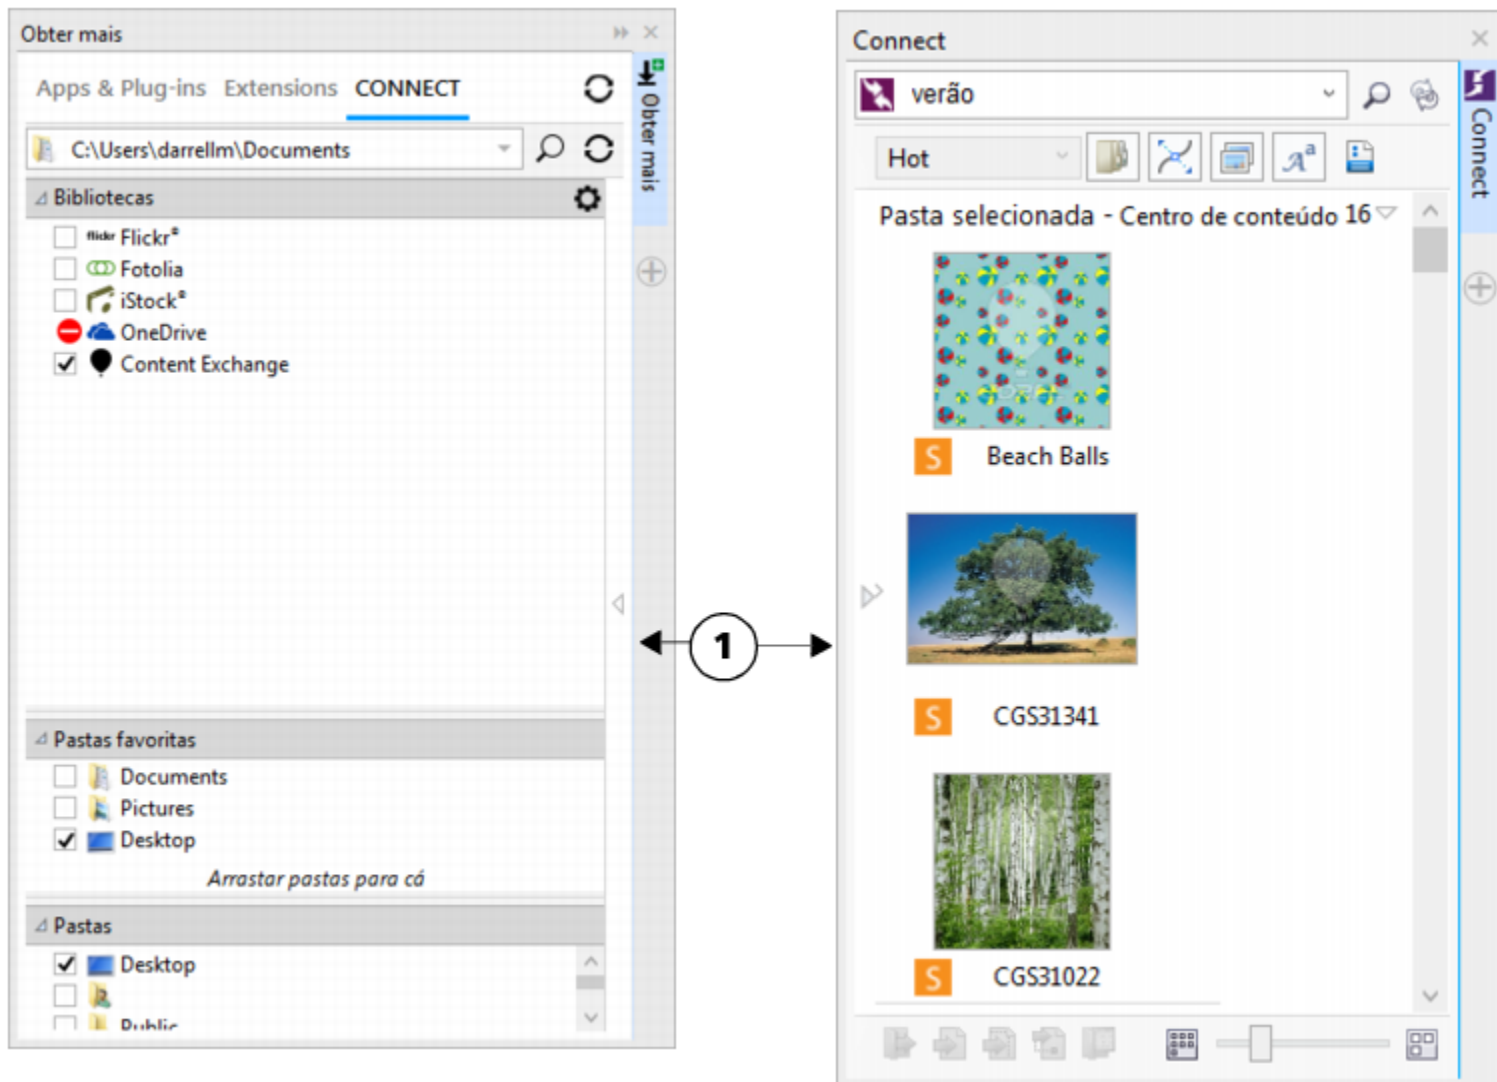 Obter mais
Apps & Plug-ins Extensions CONNECT
C:\Users\darrellm\Documents
Bibliotecas
flickr Flickr®
Fotolia
iStock®
OneDrive
Content Exchange
Pastas favoritas
Documents
Pictures
Desktop
Arrastar pastas para cá
Pastas
Desktop
Public
Obter mais
1
Connect
verão
Hot
Pasta selecionada - Centro de conteúdo 16
S Beach Balls
S CGS31341
S CGS31022
Connect